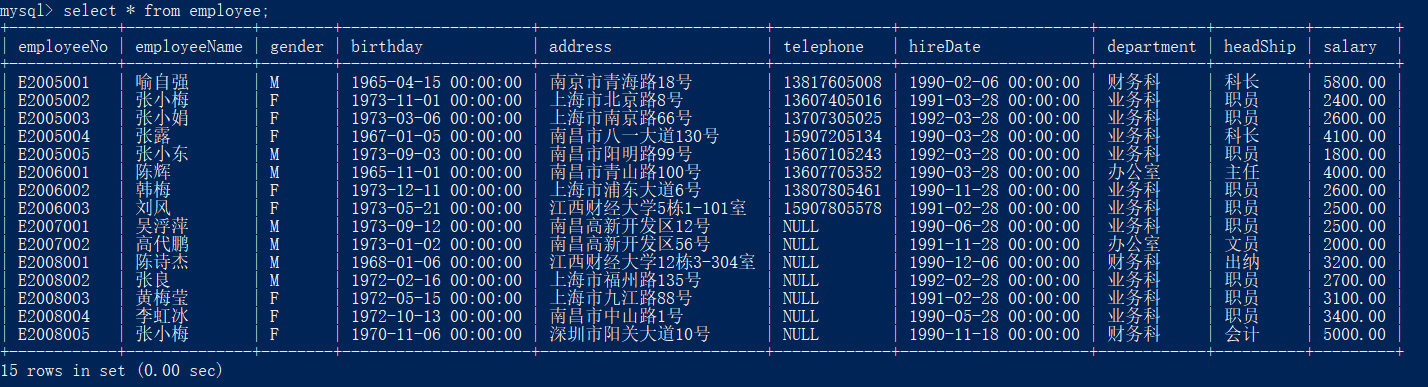 mysql> select * from employee;
| employeeNo | employeeName | gender | birthday | address | telephone | hireDate | department | headShip | salary |
| E2005001 | 喻自强 | M | 1965-04-15 00:00:00 | 南京市青海路18号 | 13817605008 | 1990-02-06 00:00:00 | 财务科 | 科长 | 5800.00 |
| E2005002 | 张小梅 | F | 1973-11-01 00:00:00 | 上海市北京路8号 | 13607405016 | 1991-03-28 00:00:00 | 业务科 | 职员 | 2400.00 |
| E2005003 | 张小娟 | F | 1973-03-06 00:00:00 | 上海市南京路66号 | 13707305025 | 1992-03-28 00:00:00 | 业务科 | 职员 | 2600.00 |
| E2005004 | 张露 | F | 1967-01-05 00:00:00 | 南昌市八一大道130号 | 15907205134 | 1990-03-28 00:00:00 | 业务科 | 科长 | 4100.00 |
| E2005005 | 张小东 | M | 1973-09-03 00:00:00 | 南昌市阳明路99号 | 15607105243 | 1992-03-28 00:00:00 | 业务科 | 职员 | 1800.00 |
| E2006001 | 陈辉 | M | 1965-11-01 00:00:00 | 南昌市青山路100号 | 13607705352 | 1990-03-28 00:00:00 | 办公室 | 主任 | 4000.00 |
| E2006002 | 韩梅 | F | 1973-12-11 00:00:00 | 上海市浦东大道6号 | 13807805461 | 1990-11-28 00:00:00 | 业务科 | 职员 | 2600.00 |
| E2006003 | 刘风 | F | 1973-05-21 00:00:00 | 江西财经大学5栋1-101室 | 15907805578 | 1991-02-28 00:00:00 | 业务科 | 职员 | 2500.00 |
| E2007001 | 吴浮萍 | M | 1973-09-12 00:00:00 | 南昌高新开发区12号 | NULL | 1990-06-28 00:00:00 | 业务科 | 职员 | 2500.00 |
| E2007002 | 高代鹏 | M | 1973-01-02 00:00:00 | 南昌高新开发区56号 | NULL | 1991-11-28 00:00:00 | 办公室 | 文员 | 2000.00 |
| E2008001 | 陈诗杰 | M | 1968-01-06 00:00:00 | 江西财经大学12栋3-304室 | NULL | 1990-12-06 00:00:00 | 财务科 | 出纳 | 3200.00 |
| E2008002 | 张良 | M | 1972-02-16 00:00:00 | 上海市福州路135号 | NULL | 1992-02-28 00:00:00 | 业务科 | 职员 | 2700.00 |
| E2008003 | 黄梅莹 | F | 1972-05-15 00:00:00 | 上海市九江路88号 | NULL | 1991-02-28 00:00:00 | 业务科 | 职员 | 3100.00 |
| E2008004 | 李虹冰 | F | 1972-10-13 00:00:00 | 南昌市中山路1号 | NULL | 1990-05-28 00:00:00 | 业务科 | 职员 | 3400.00 |
| E2008005 | 张小梅 | F | 1970-11-06 00:00:00 | 深圳市阳关大道10号 | NULL | 1990-11-18 00:00:00 | 财务科 | 会计 | 5000.00 |
15 rows in set (0.00 sec)